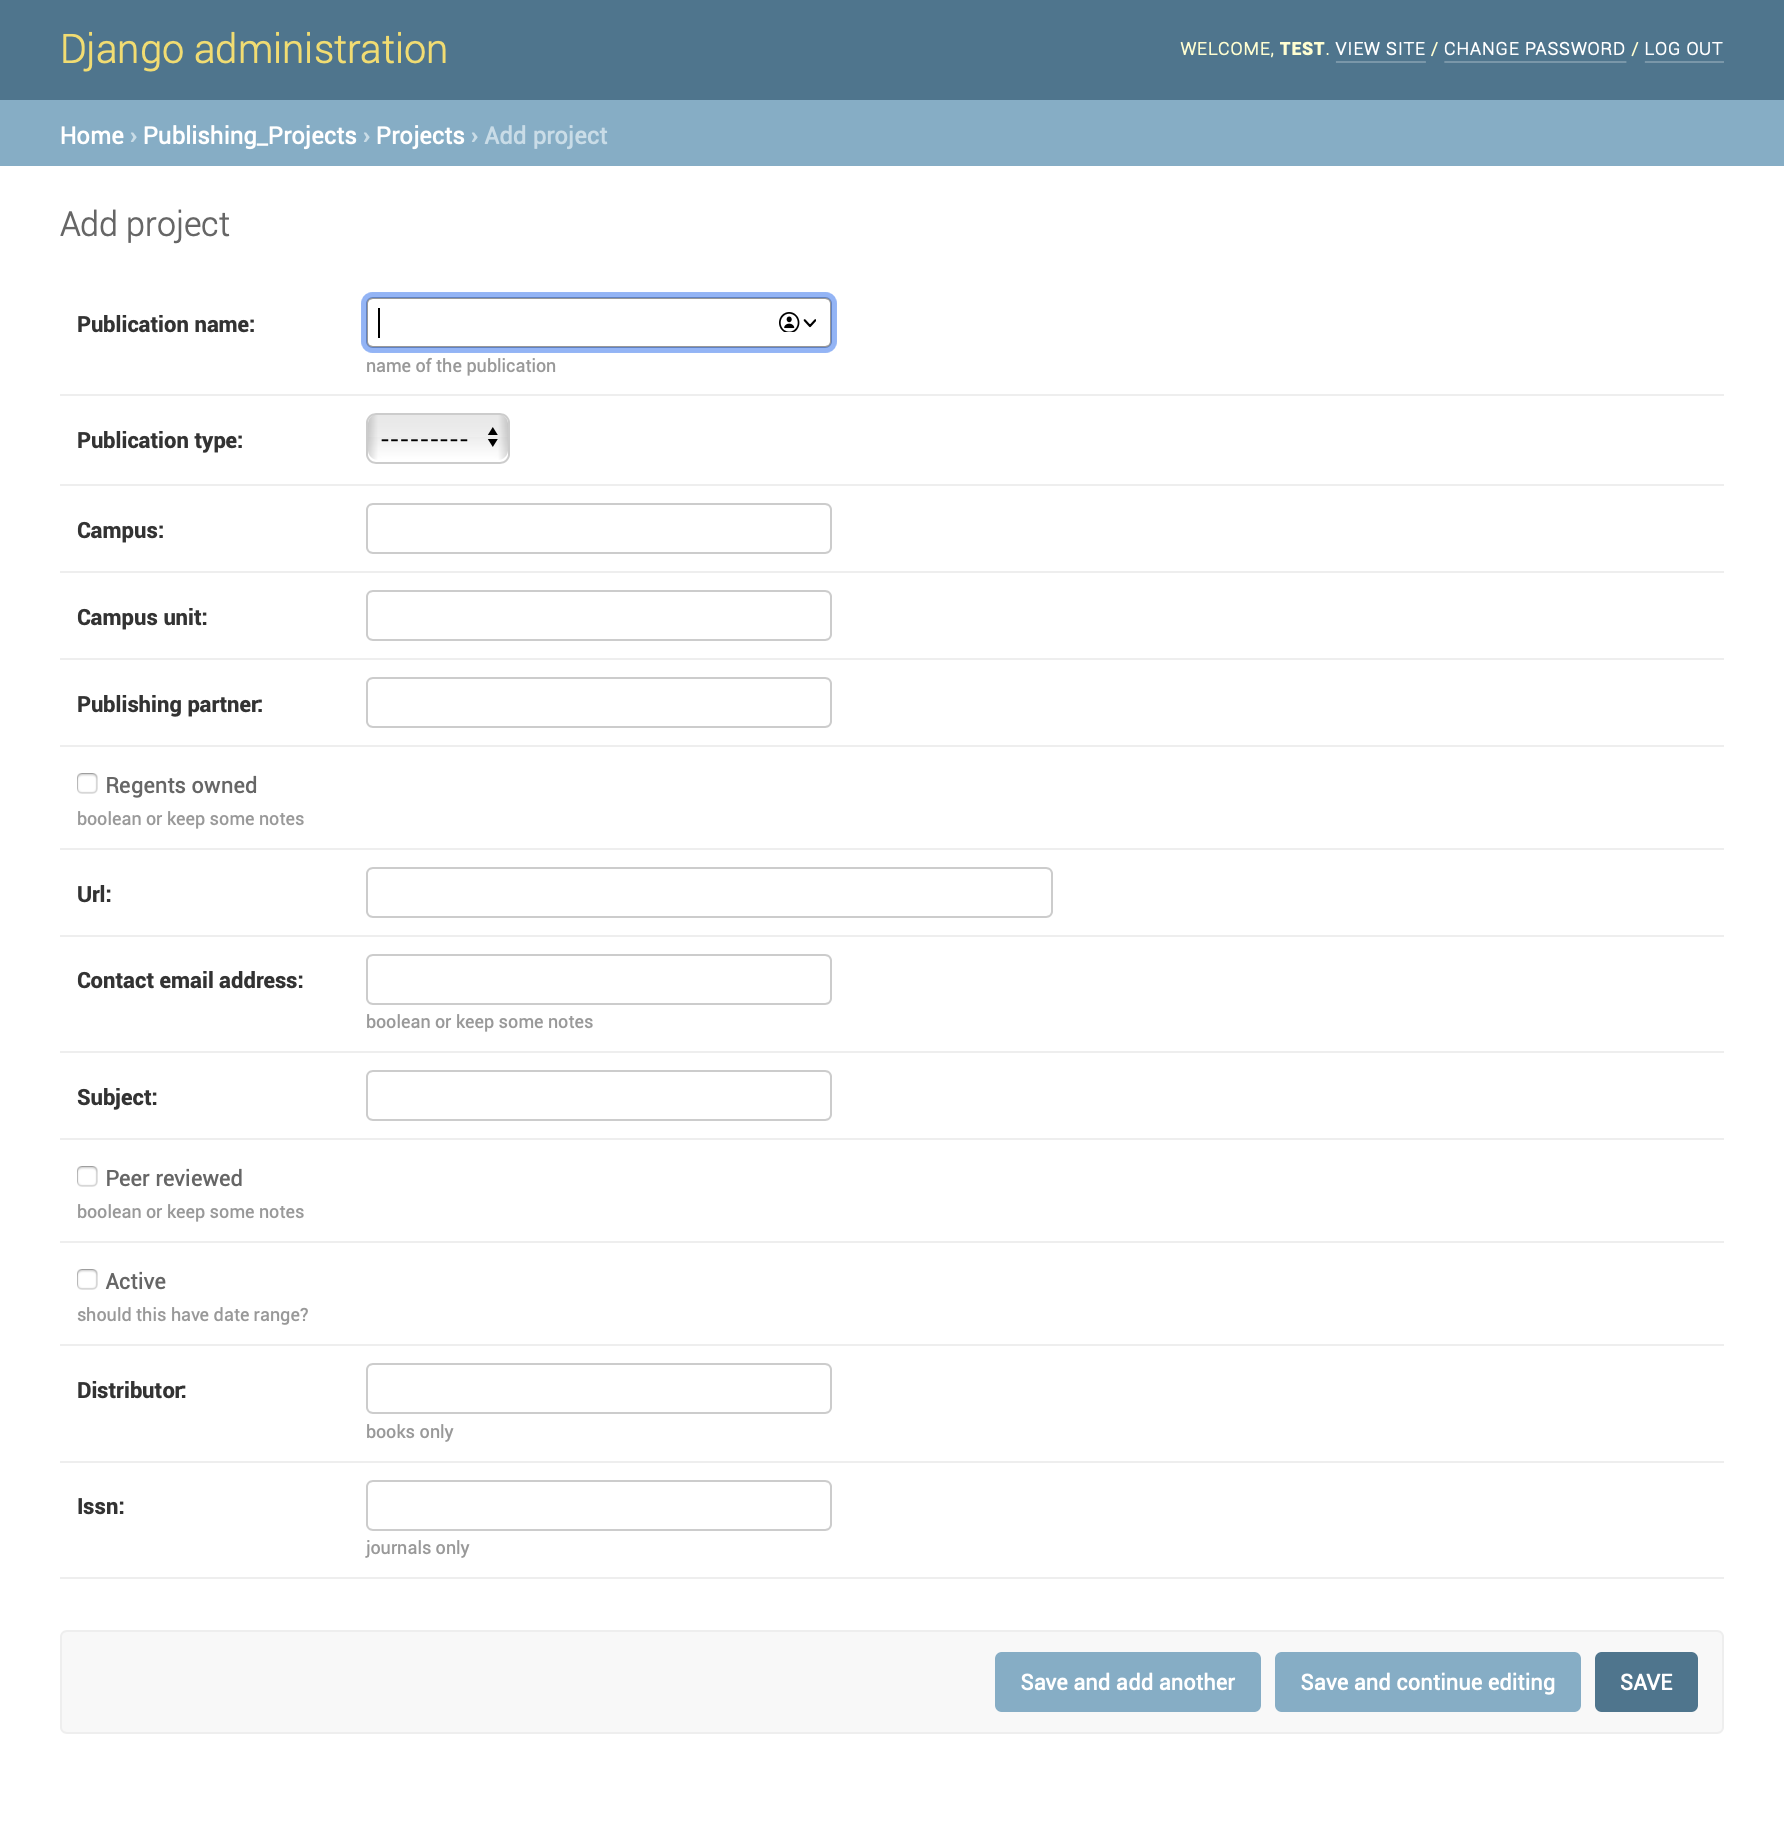 Django administration
WELCOME, TEST. VIEW SITE / CHANGE PASSWORD / LOG OUT
Home › Publishing_Projects › Projects › Add project
Add project
Publication name:
name of the publication
Publication type:
---------
Campus:
Campus unit:
Publishing partner:
Regents owned
boolean or keep some notes
Url:
Contact email address:
boolean or keep some notes
Subject:
Peer reviewed
boolean or keep some notes
Active
should this have date range?
Distributor:
books only
Issn:
journals only
Save and add another
Save and continue editing
SAVE